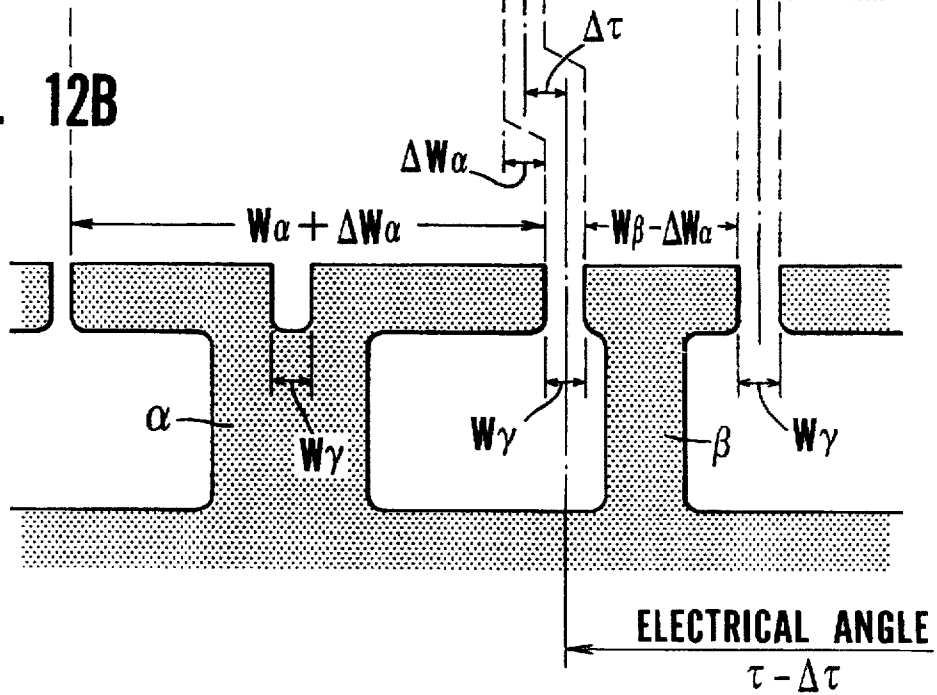 Δτ
. 12B
ΔWα
Wα + ΔWα
Wβ-ΔWα
α
Wγ
Wγ
β
Wγ
ELECTRICAL ANGLE
τ - Δτ